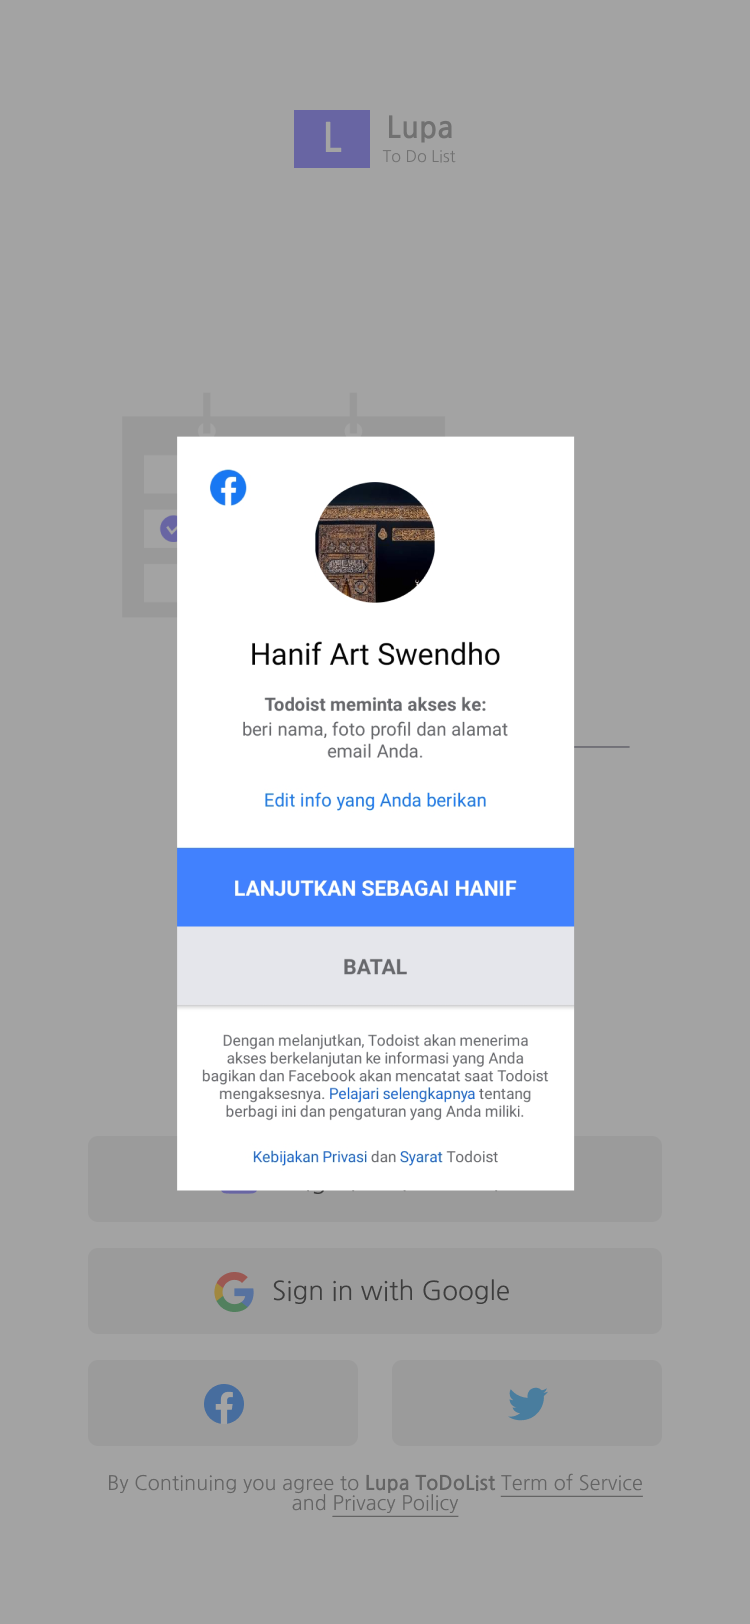 L
Lupa
To Do List
Hanif Art Swendho
Todoist meminta akses ke:
beri nama, foto profil dan alamat
email Anda.
Edit info yang Anda berikan
LANJUTKAN SEBAGAI HANIF
BATAL
Dengan melanjutkan, Todoist akan menerima
akses berkelanjutan ke informasi yang Anda
bagikan dan Facebook akan mencatat saat Todoist
mengaksesnya. Pelajari selengkapnya tentang
berbagi ini dan pengaturan yang Anda miliki.
Kebijakan Privasi dan Syarat Todoist
Sign in with Google
By Continuing you agree to Lupa ToDoList Term of Service
and Privacy Poilicy